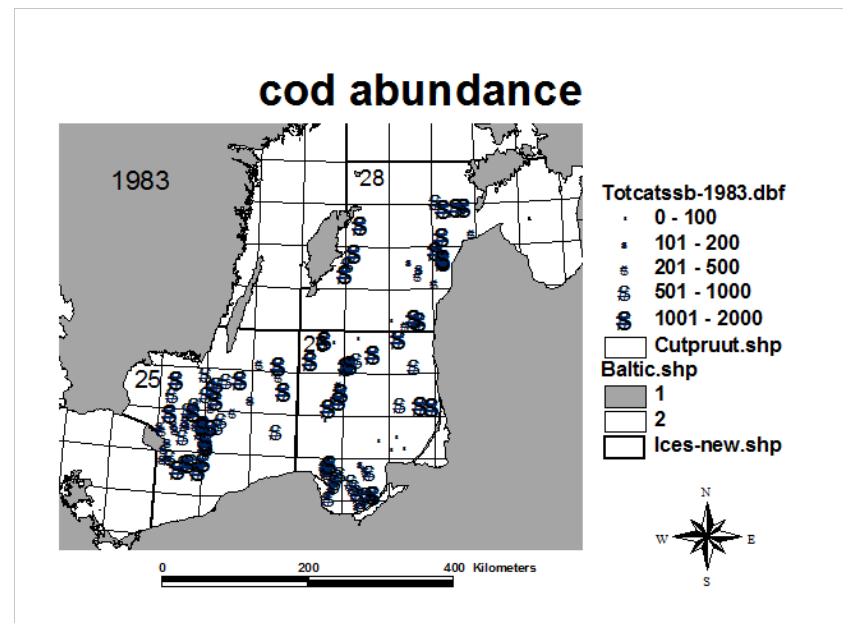 cod abundance
1983
28
25
Totcatssb-1983.dbf
0 - 100
101 - 200
201 - 500
501 - 1000
1001 - 2000
Cutpruut.shp
Baltic.shp
1
2
Ices-new.shp
N
W
E
S
0
200
400 Kilometers